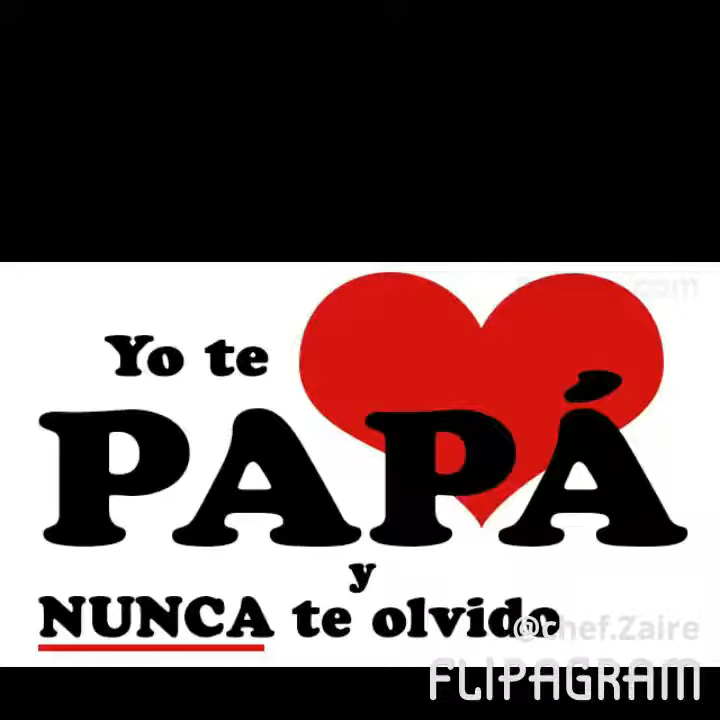 Yo te
PAPÁ
y
NUNCA te olvido
@chef.Zaire
FLIPAGRAM